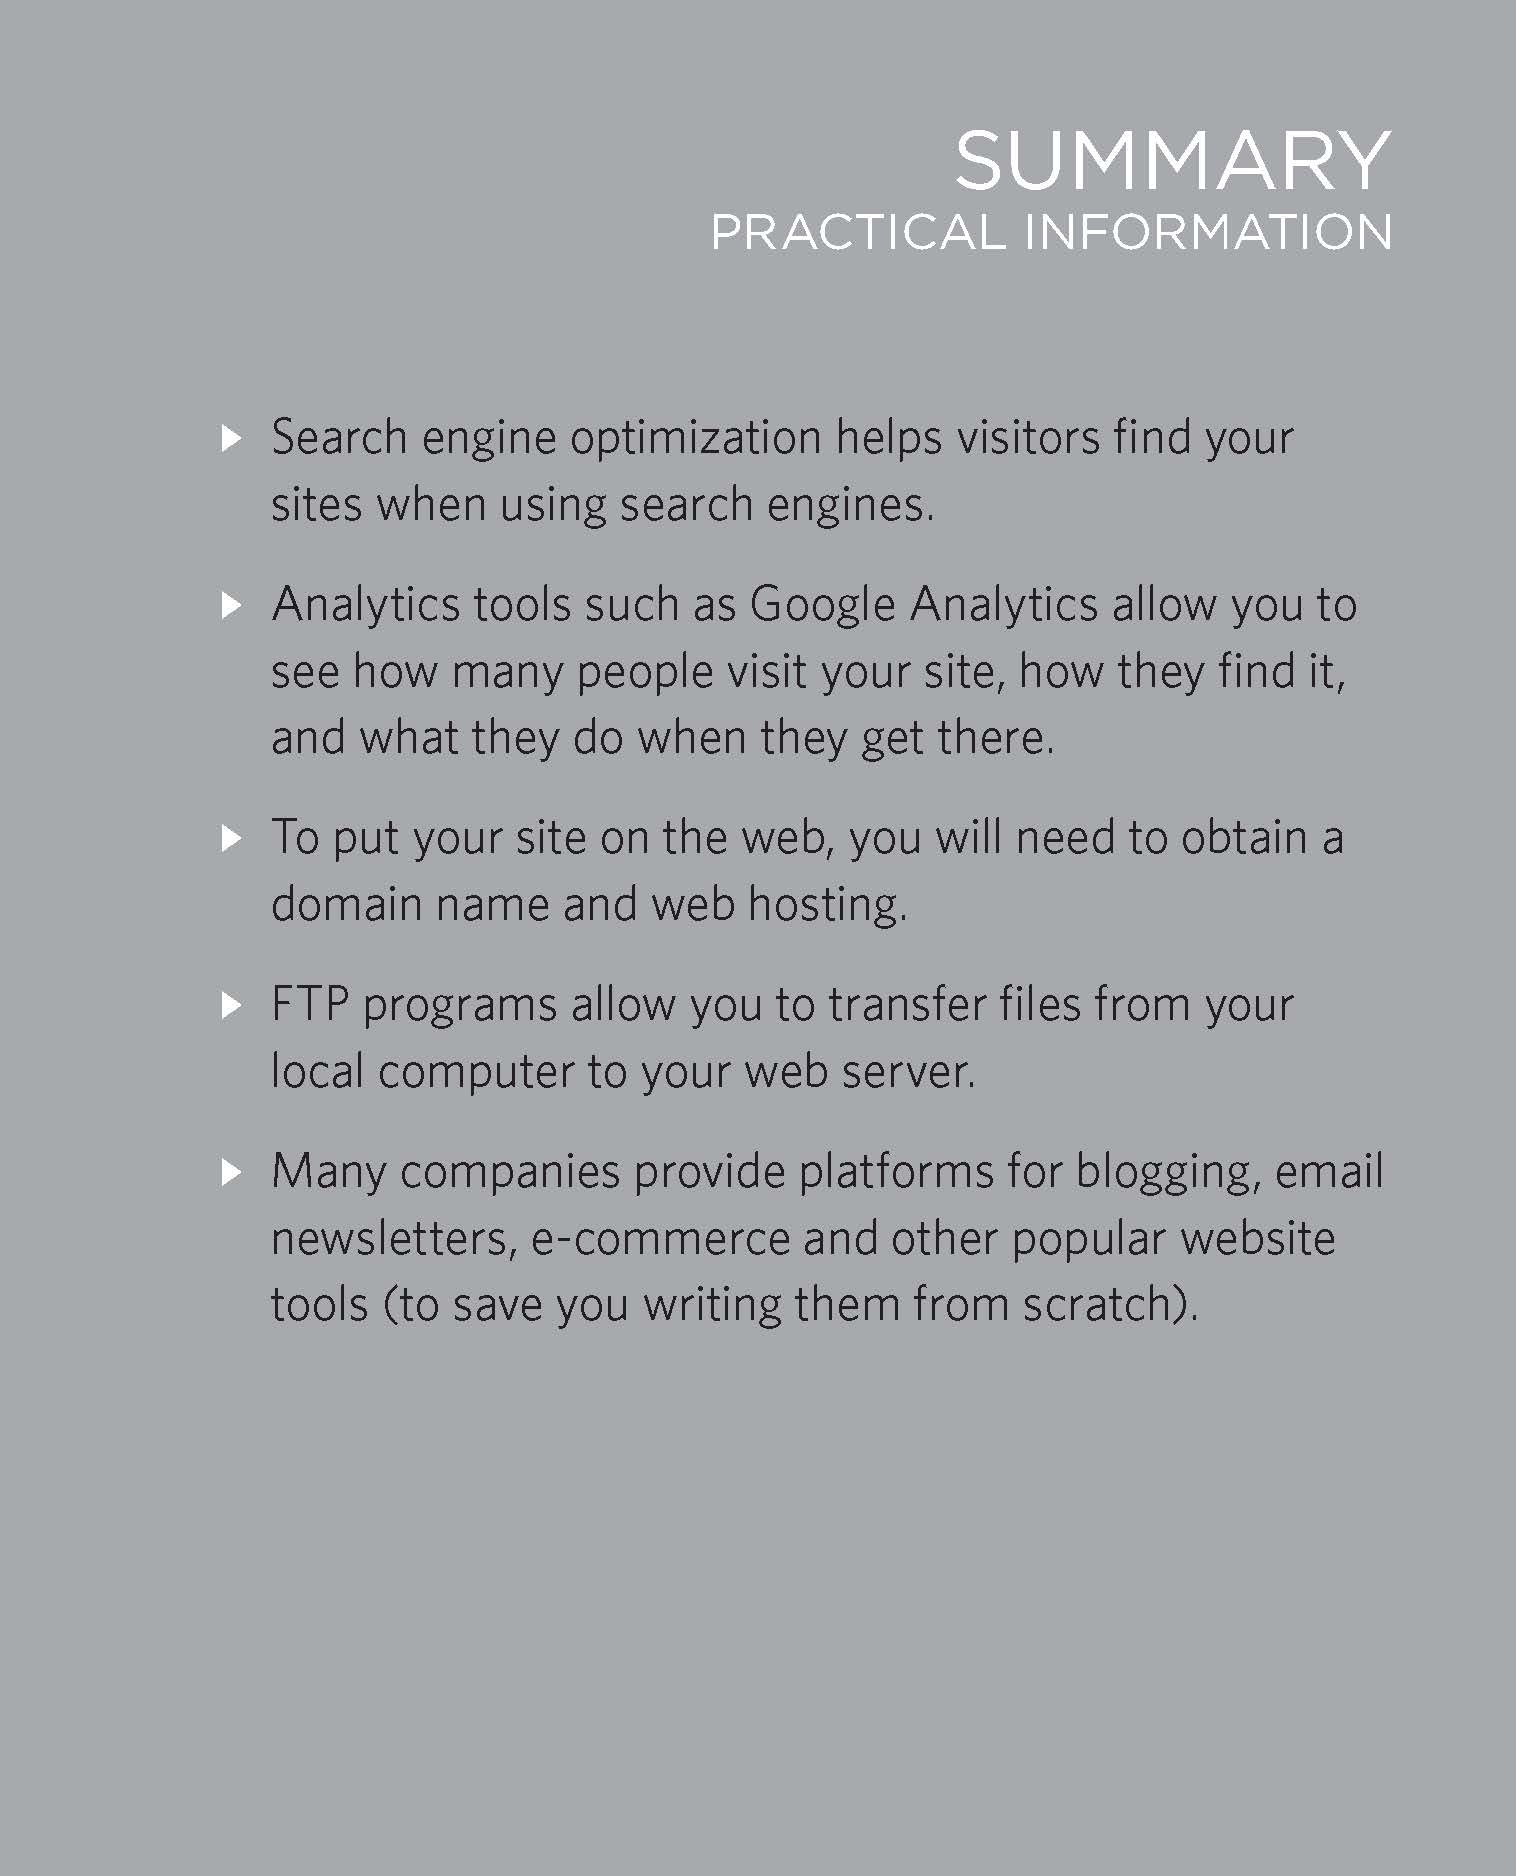 SUMMARY
PRACTICAL INFORMATION
Search engine optimization helps visitors find your
sites when using search engines.
Analytics tools such as Google Analytics allow you to
see how many people visit your site, how they find it,
and what they do when they get there.
To put your site on the web, you will need to obtain a
domain name and web hosting.
FTP programs allow you to transfer files from your
local computer to your web server.
Many companies provide platforms for blogging, email
newsletters, e-commerce and other popular website
tools (to save you writing them from scratch).